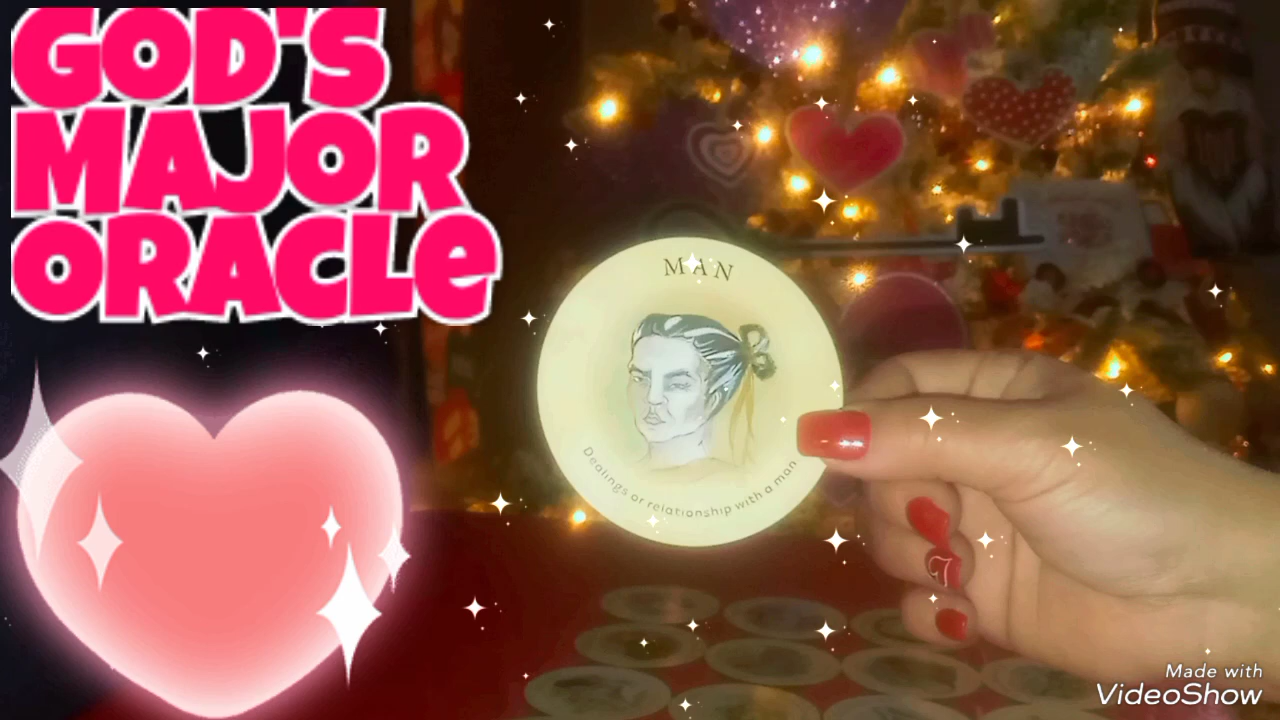 GOD'S
MAJOR
ORACLE
MAN
Dealings or relationship with a man
Made with
VideoShow